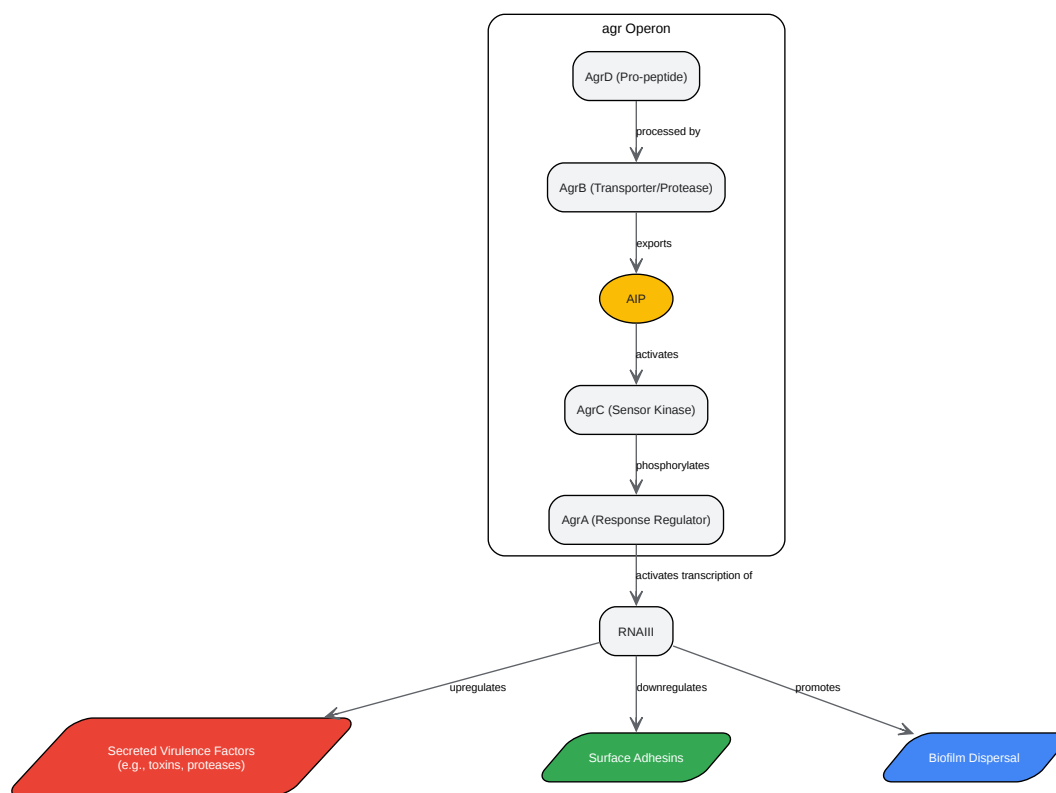 agr Operon
AgrD (Pro-peptide)
processed by
AgrB (Transporter/Protease)
exports
AIP
activates
AgrC (Sensor Kinase)
phosphorylates
AgrA (Response Regulator)
activates transcription of
RNAIII
upregulates
downregulates
promotes
Secreted Virulence Factors
(e.g., toxins, proteases)
Surface Adhesins
Biofilm Dispersal